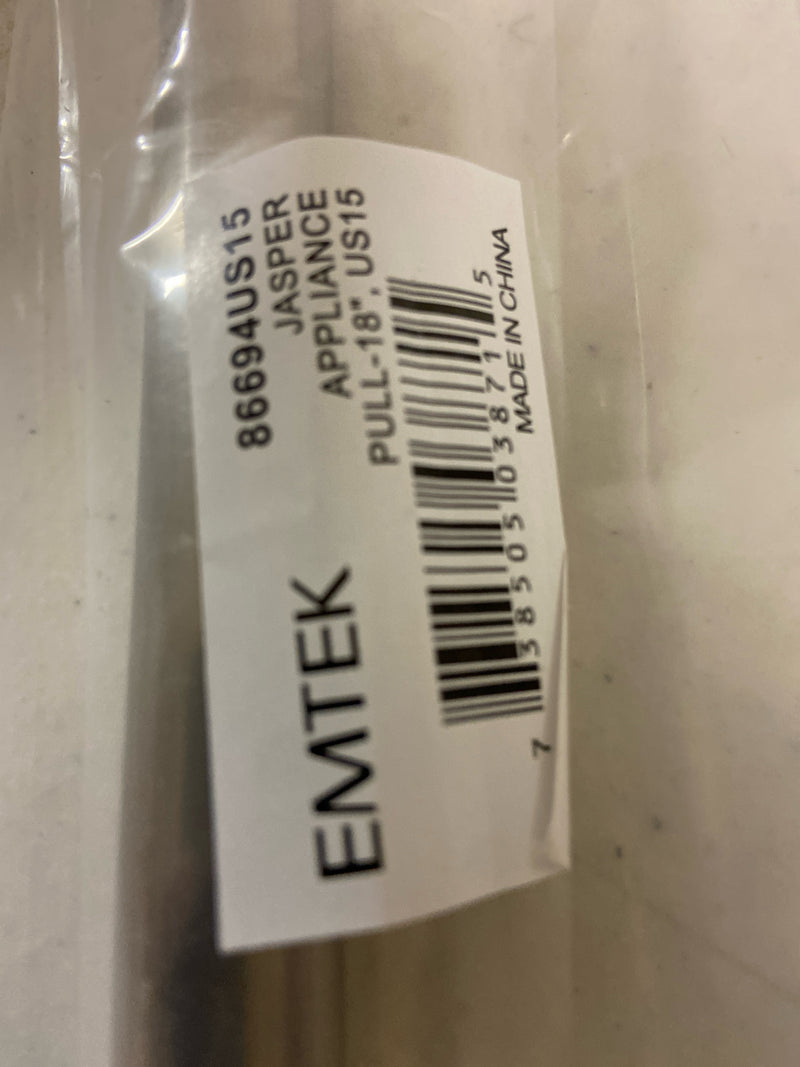 86694US15
JASPER
APPLIANCE
PULL-18", US15
EMTEK
7 38505 03871 5
MADE IN CHINA